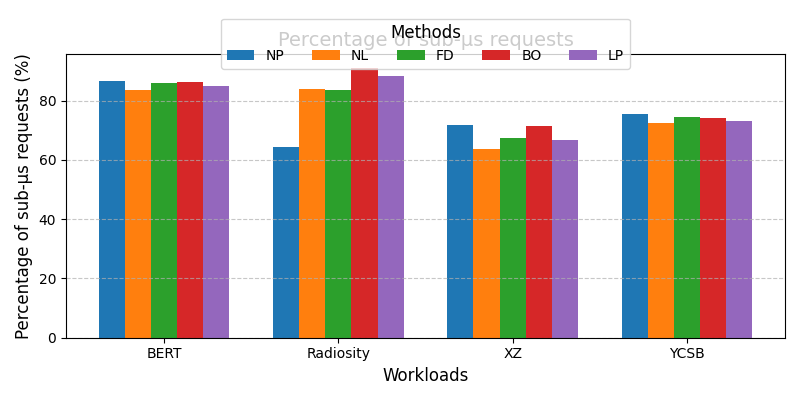 Percentage of sub-µs requests
Methods
NP NL FD BO LP
Percentage of sub-µs requests (%)
80
60
40
20
0
BERT Radiosity XZ YCSB
Workloads